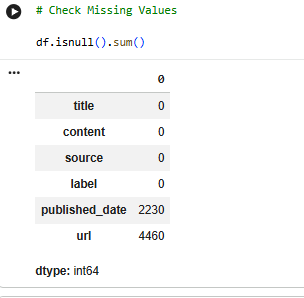 # Check Missing Values
df.isnull().sum()
0
title 0
content 0
source 0
label 0
published_date 2230
url 4460
dtype: int64